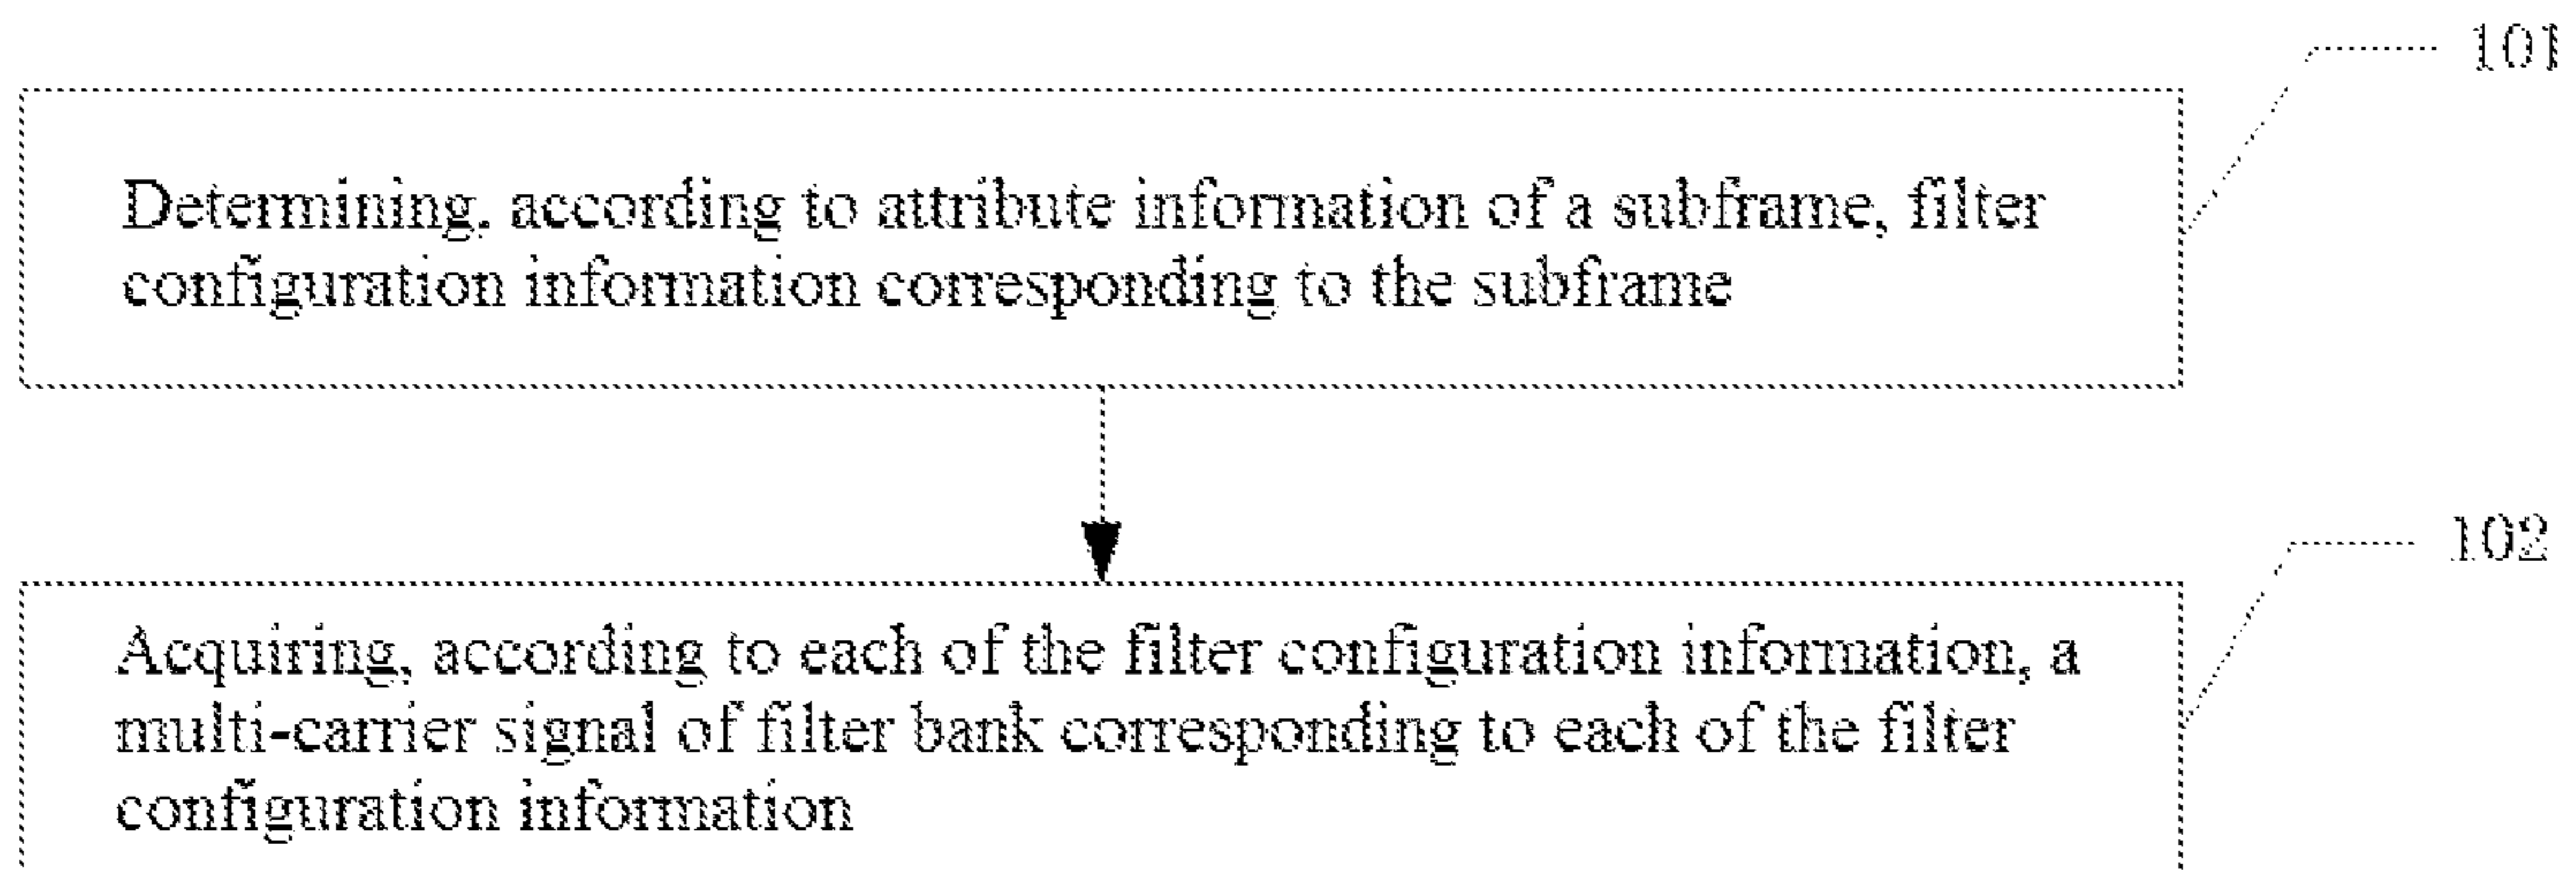 101
Determining, according to attribute information of a subframe, filter
configuration information corresponding to the subframe
102
Acquiring, according to each of the filter configuration information, a
multi-carrier signal of filter bank corresponding to each of the filter
configuration information